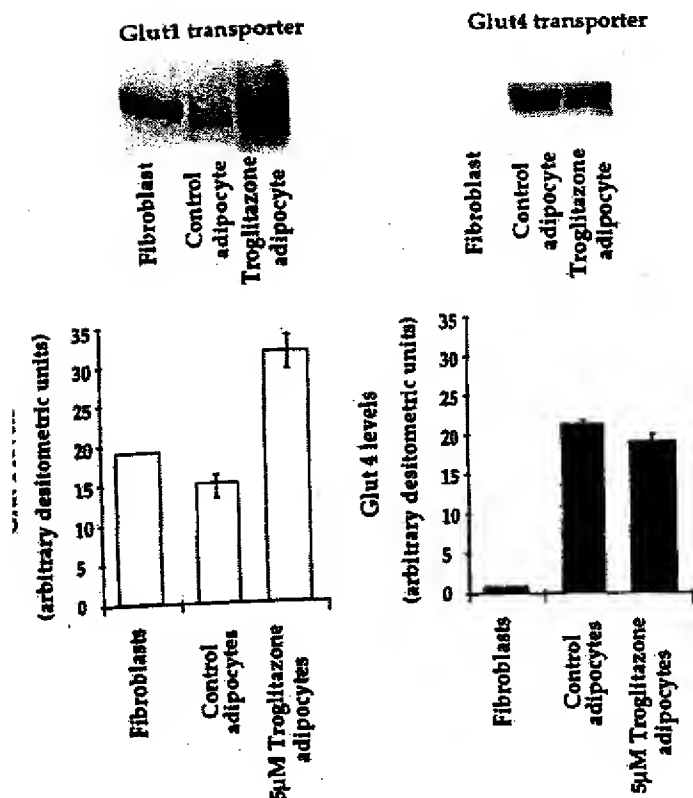 Glut1 transporter
Glut4 transporter
Fibroblast
Control
adipocyte
Troglitazone
adipocyte
Fibroblast
Control
adipocyte
Troglitazone
adipocyte
(arbitrary desitometric units)
35
30
25
20
15
10
5
0
Fibroblasts
Control
adipocytes
5µM Troglitazone
adipocytes
Glut 4 levels
(arbitrary desitometric units)
35
30
25
20
15
10
5
0
Fibroblasts
Control
adipocytes
5µM Troglitazone
adipocytes